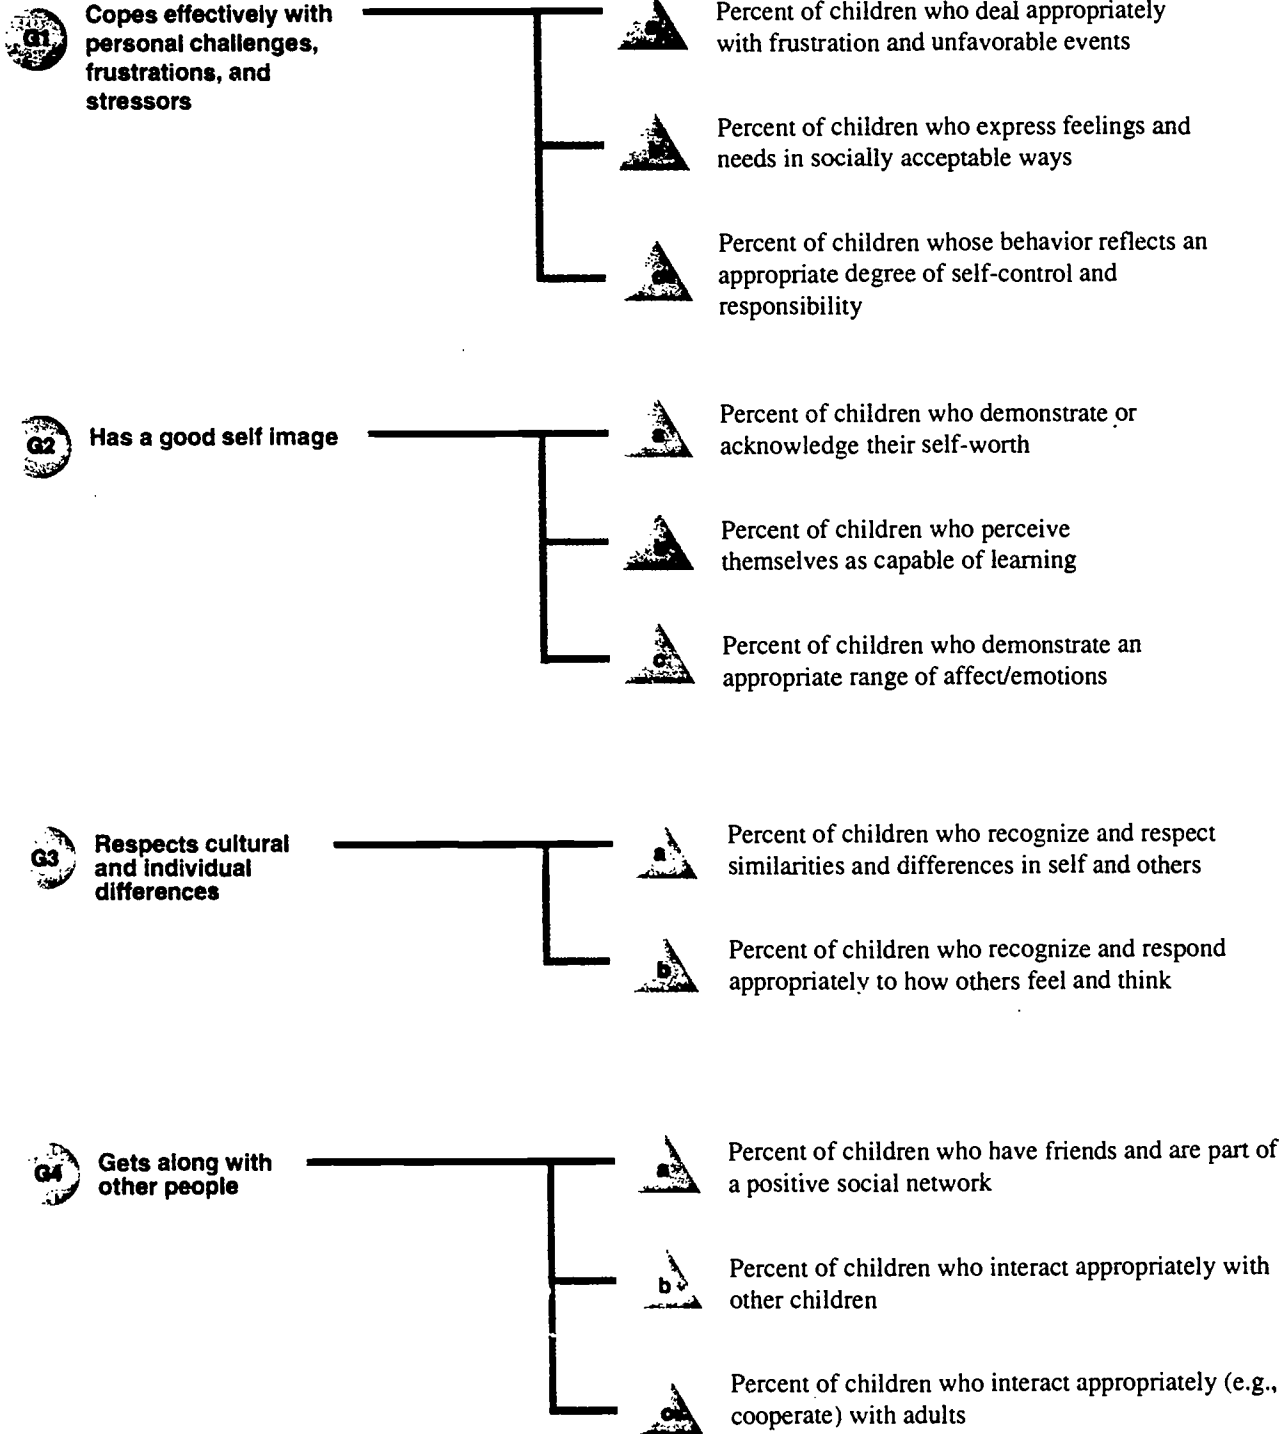 G1
Copes effectively with
personal challenges,
frustrations, and
stressors
a
Percent of children who deal appropriately
with frustration and unfavorable events
Percent of children who express feelings and
needs in socially acceptable ways
Percent of children whose behavior reflects an
appropriate degree of self-control and
responsibility
G2
Has a good self image
a
Percent of children who demonstrate or
acknowledge their self-worth
Percent of children who perceive
themselves as capable of learning
c
Percent of children who demonstrate an
appropriate range of affect/emotions
G3
Respects cultural
and individual
differences
a
Percent of children who recognize and respect
similarities and differences in self and others
b
Percent of children who recognize and respond
appropriately to how others feel and think
G4
Gets along with
other people
a
Percent of children who have friends and are part of
a positive social network
b
Percent of children who interact appropriately with
other children
c
Percent of children who interact appropriately (e.g.,
cooperate) with adults